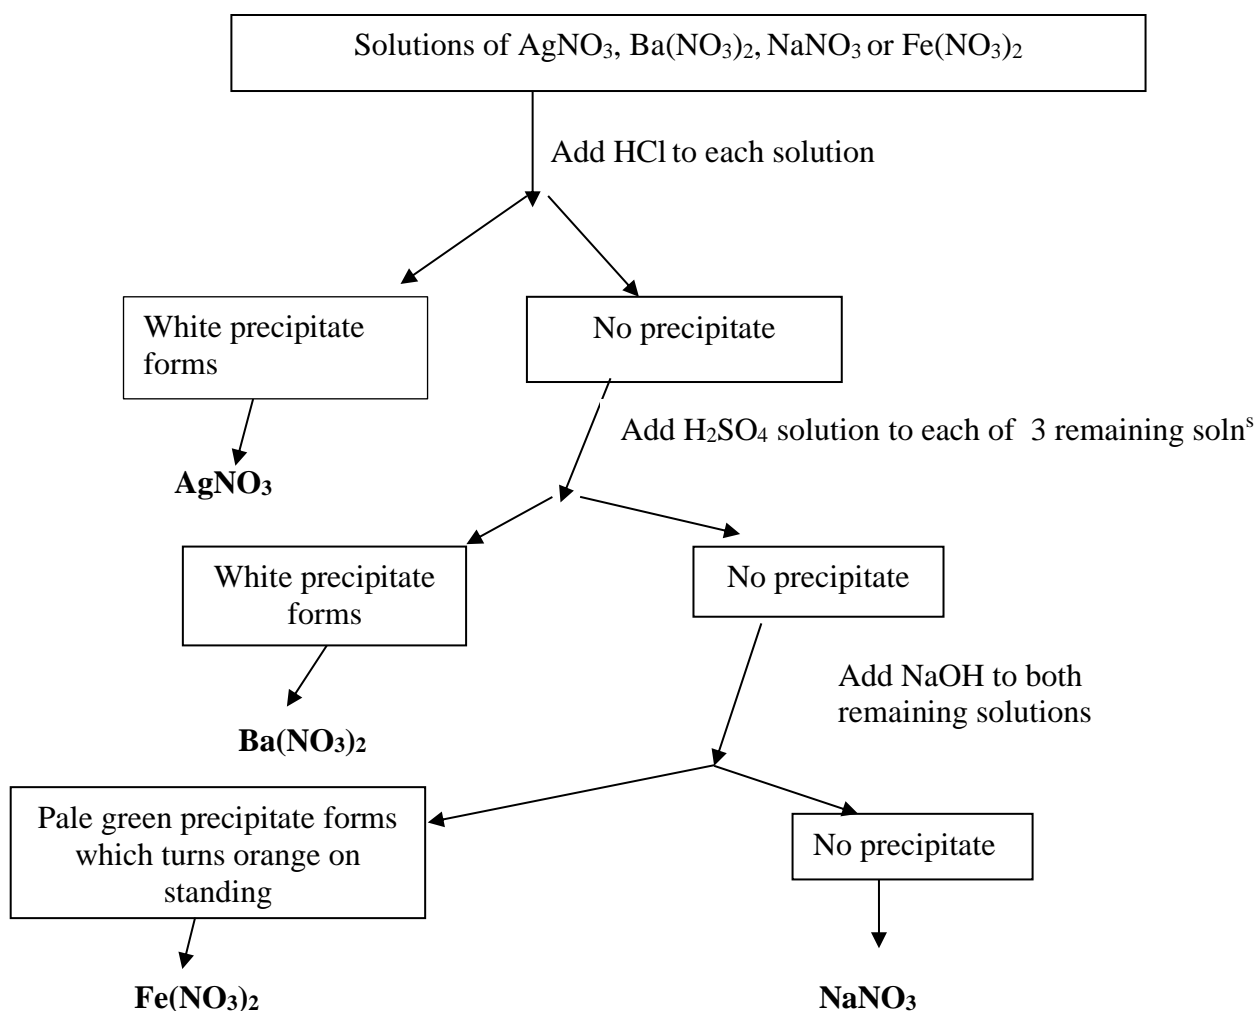 Solutions of AgNO₃, Ba(NO₃)₂, NaNO₃ or Fe(NO₃)₂
Add HCl to each solution
White precipitate
forms
No precipitate
Add H₂SO₄ solution to each of 3 remaining solnˢ
AgNO₃
White precipitate
forms
No precipitate
Add NaOH to both
remaining solutions
Ba(NO₃)₂
Pale green precipitate forms
which turns orange on
standing
No precipitate
Fe(NO₃)₂
NaNO₃